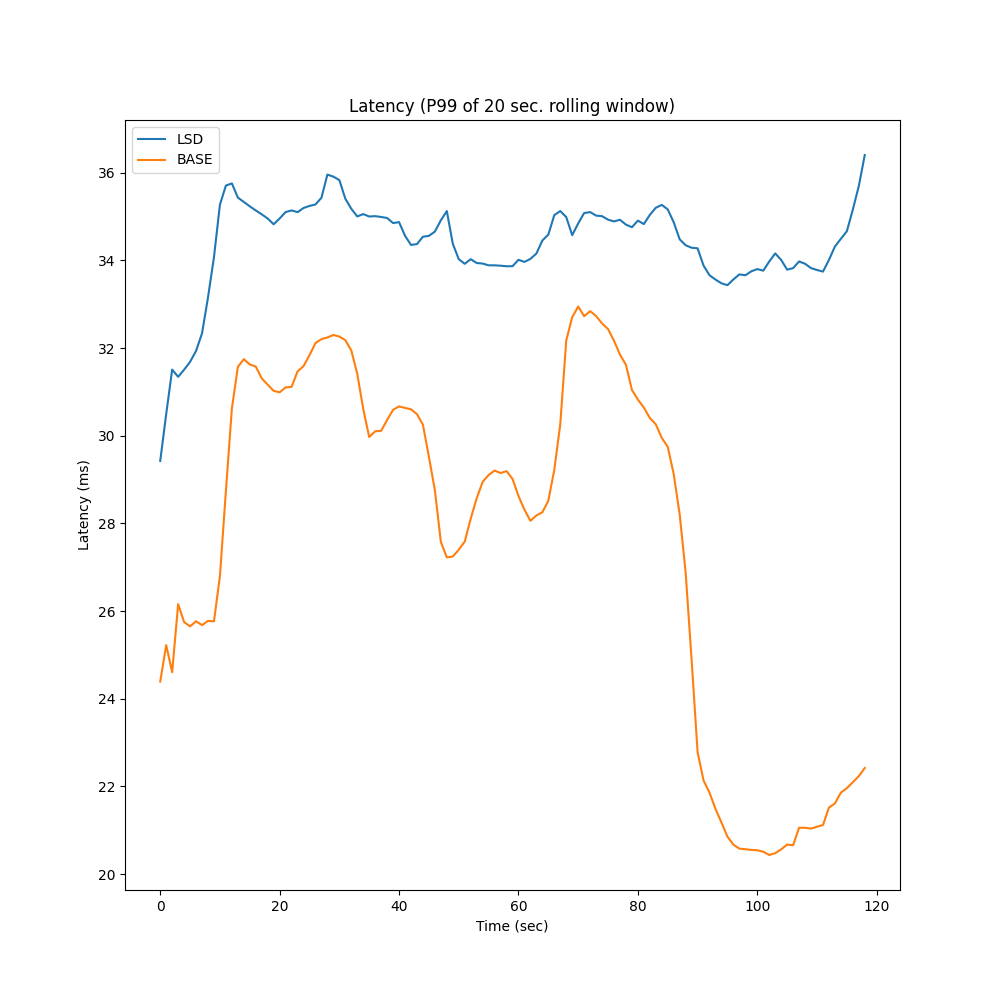 Latency (P99 of 20 sec. rolling window)
LSD
BASE
36
34
32
30
28
26
24
22
20
Latency (ms)
0 20 40 60 80 100 120
Time (sec)